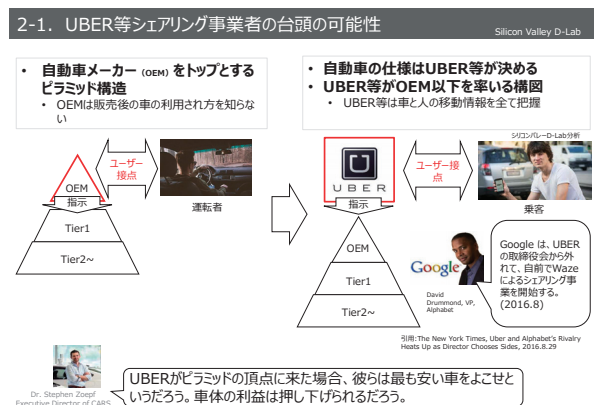 2-1. UBER等シェアリング事業者の台頭の可能性
Silicon Valley D-Lab
• 自動車メーカー (OEM) をトップとする
ピラミッド構造
• OEMは販売後の車の利用され方を知らな
い
• 自動車の仕様はUBER等が決める
• UBER等がOEM以下を率いる構図
• UBER等は車と人の移動情報を全て把握
シリコンバレーD-Lab分析
ユーザー
接点
OEM
指示
Tier1
Tier2~
運転者
U
UBER
指示
ユーザー接
点
乗客
OEM
Tier1
Tier2~
Google
David
Drummond, VP,
Alphabet
Google は、UBER
の取締役会から外
れて、自前でWaze
によるシェアリング事
業を開始する。
(2016.8)
引用:The New York Times, Uber and Alphabet's Rivalry
Heats Up as Director Chooses Sides, 2016.8.29
Dr. Stephen Zoepf
Executive Director of CARS
UBERがピラミッドの頂点に来た場合、彼らは最も安い車をよこせと
いうだろう。車体の利益は押し下げられるだろう。